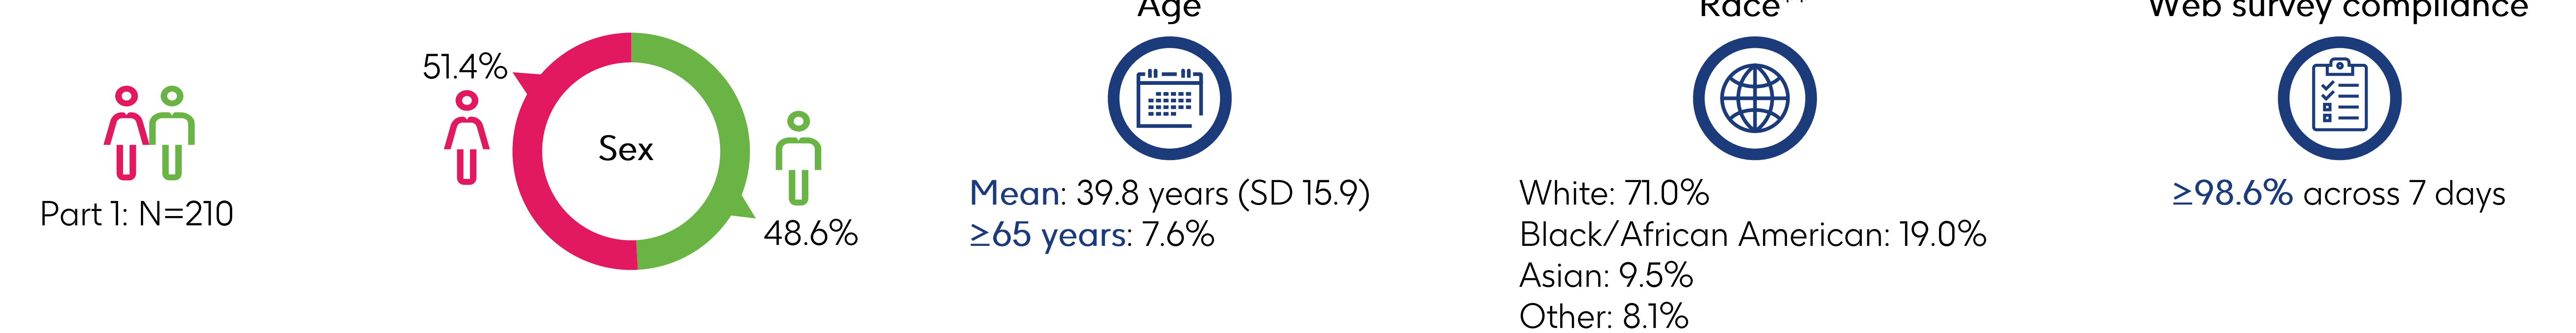 Part 1: N=210
51.4%
Sex
48.6%
Age
Mean: 39.8 years (SD 15.9)
≥65 years: 7.6%
Race
White: 71.0%
Black/African American: 19.0%
Asian: 9.5%
Other: 8.1%
Web survey compliance
≥98.6% across 7 days